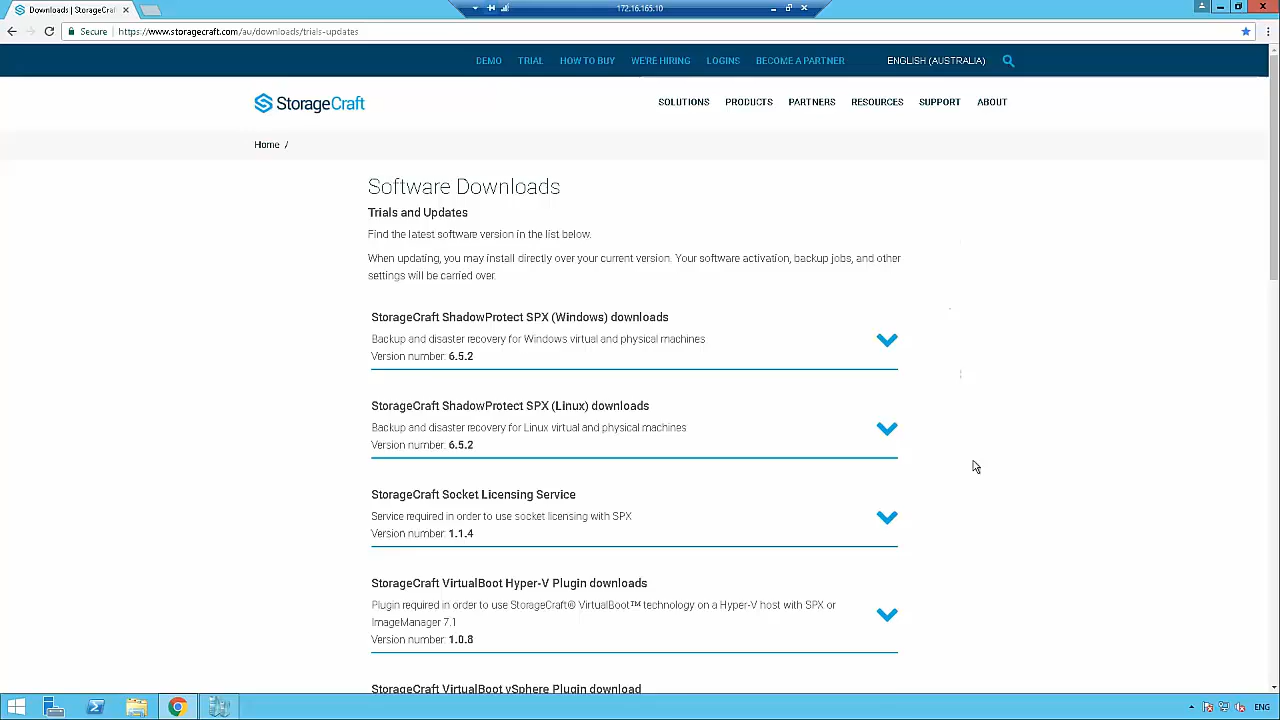 Downloads | StorageCraf
172.16.165.10
Secure
https://www.storagecraft.com/au/downloads/trials-updates
DEMO
TRIAL
HOW TO BUY
WE'RE HIRING
LOGINS
BECOME A PARTNER
ENGLISH (AUSTRALIA)
StorageCraft
SOLUTIONS
PRODUCTS
PARTNERS
RESOURCES
SUPPORT
ABOUT
Home /
Software Downloads
Trials and Updates
Find the latest software version in the list below.
When updating, you may install directly over your current version. Your software activation, backup jobs, and other
settings will be carried over.
StorageCraft ShadowProtect SPX (Windows) downloads
Backup and disaster recovery for Windows virtual and physical machines
Version number: 6.5.2
StorageCraft ShadowProtect SPX (Linux) downloads
Backup and disaster recovery for Linux virtual and physical machines
Version number: 6.5.2
StorageCraft Socket Licensing Service
Service required in order to use socket licensing with SPX
Version number: 1.1.4
StorageCraft VirtualBoot Hyper-V Plugin downloads
Plugin required in order to use StorageCraft® VirtualBoot™ technology on a Hyper-V host with SPX or
ImageManager 7.1
Version number: 1.0.8
StorageCraft VirtualBoot vSphere Plugin download
ENG